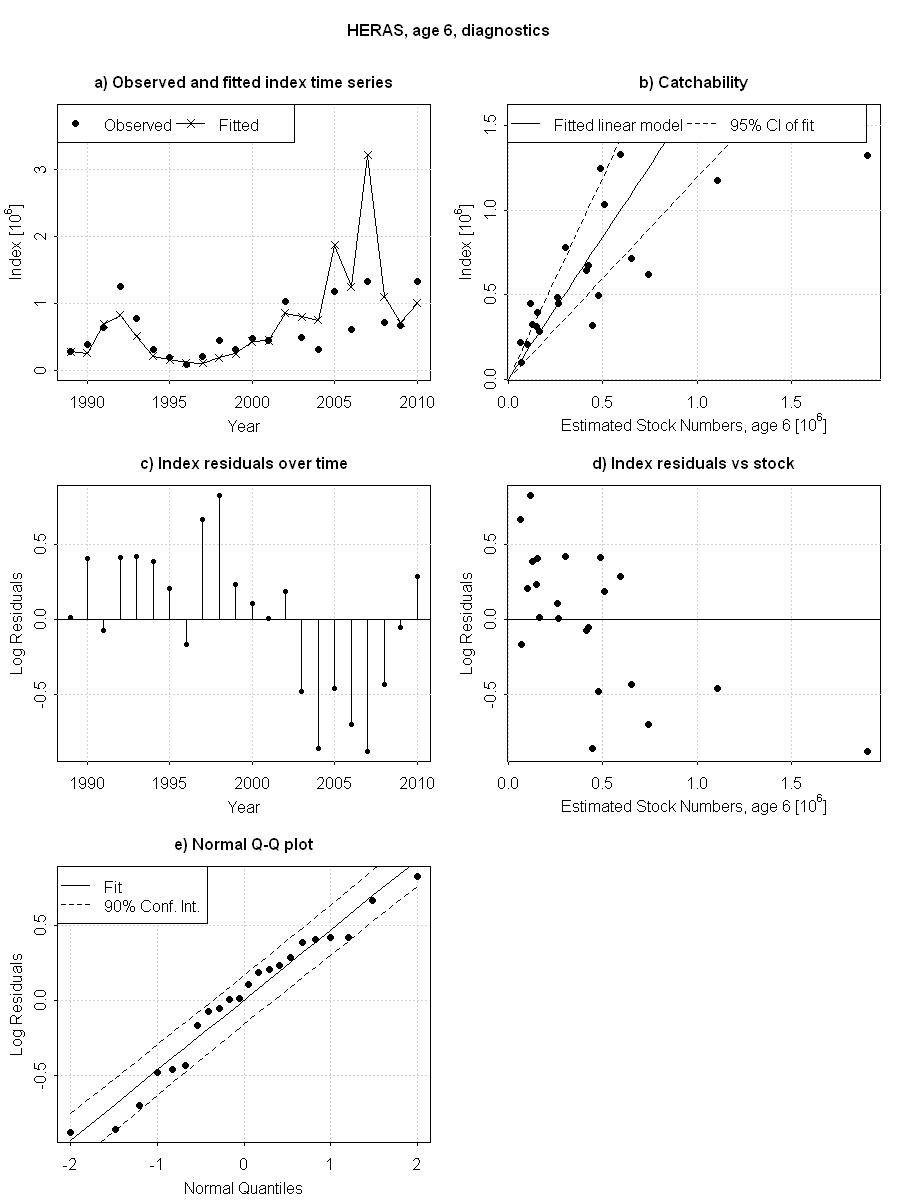 HERAS, age 6, diagnostics
a) Observed and fitted index time series
Observed Fitted
Index [10^6]
0 1 2 3
1990 1995 2000 2005 2010
Year
b) Catchability
Fitted linear model 95% CI of fit
Index [10^6]
0.0 0.5 1.0 1.5
0.0 0.5 1.0 1.5
Estimated Stock Numbers, age 6 [10^6]
c) Index residuals over time
Log Residuals
-0.5 0.0 0.5
1990 1995 2000 2005 2010
Year
d) Index residuals vs stock
Log Residuals
-0.5 0.0 0.5
0.0 0.5 1.0 1.5
Estimated Stock Numbers, age 6 [10^6]
e) Normal Q-Q plot
Fit
90% Conf. Int.
Log Residuals
-0.5 0.0 0.5
-2 -1 0 1 2
Normal Quantiles